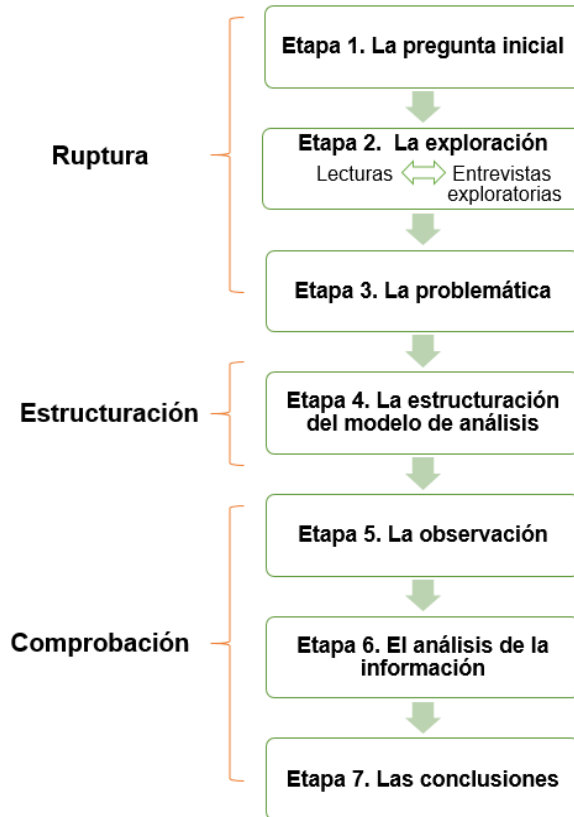 Ruptura
Etapa 1. La pregunta inicial
Etapa 2. La exploración
Lecturas Entrevistas
exploratorias
Etapa 3. La problemática
Estructuración
Etapa 4. La estructuración
del modelo de análisis
Comprobación
Etapa 5. La observación
Etapa 6. El análisis de la
información
Etapa 7. Las conclusiones